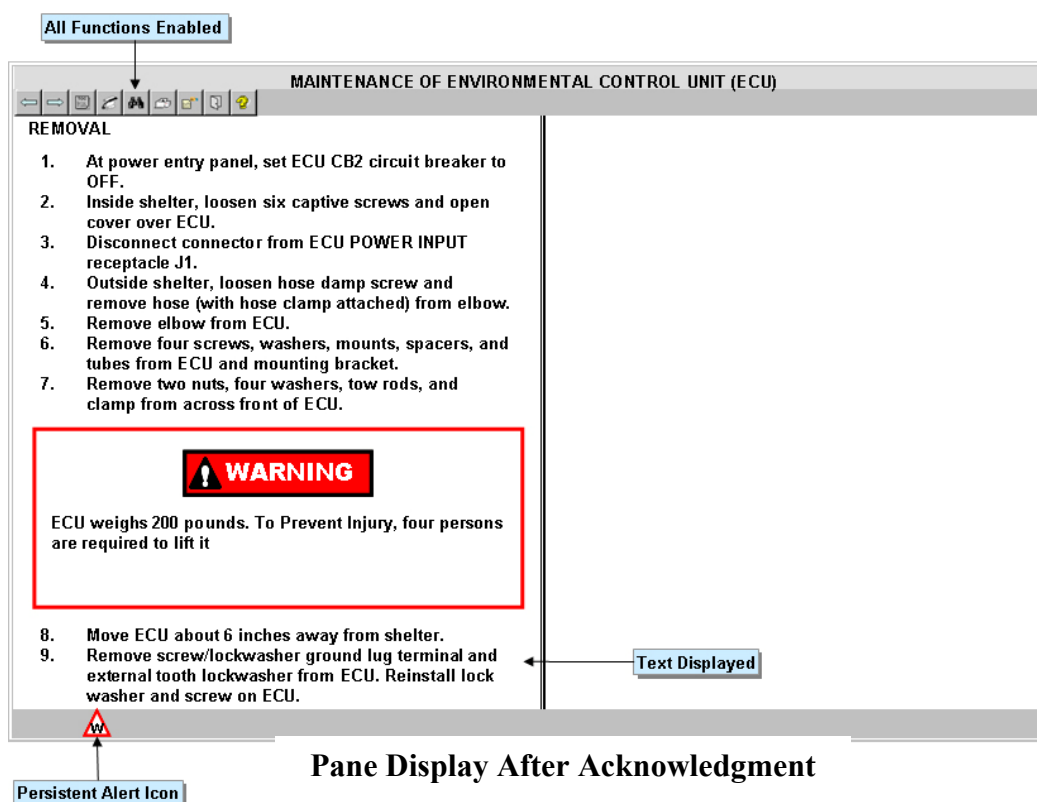 All Functions Enabled
MAINTENANCE OF ENVIRONMENTAL CONTROL UNIT (ECU)
REMOVAL
1. At power entry panel, set ECU CB2 circuit breaker to
OFF.
2. Inside shelter, loosen six captive screws and open
cover over ECU.
3. Disconnect connector from ECU POWER INPUT
receptacle J1.
4. Outside shelter, loosen hose damp screw and
remove hose (with hose clamp attached) from elbow.
5. Remove elbow from ECU.
6. Remove four screws, washers, mounts, spacers, and
tubes from ECU and mounting bracket.
7. Remove two nuts, four washers, tow rods, and
clamp from across front of ECU.
WARNING
ECU weighs 200 pounds. To Prevent Injury, four persons
are required to lift it
8. Move ECU about 6 inches away from shelter.
9. Remove screw/lockwasher ground lug terminal and
external tooth lockwasher from ECU. Reinstall lock
washer and screw on ECU.
Text Displayed
W
Pane Display After Acknowledgment
Persistent Alert Icon